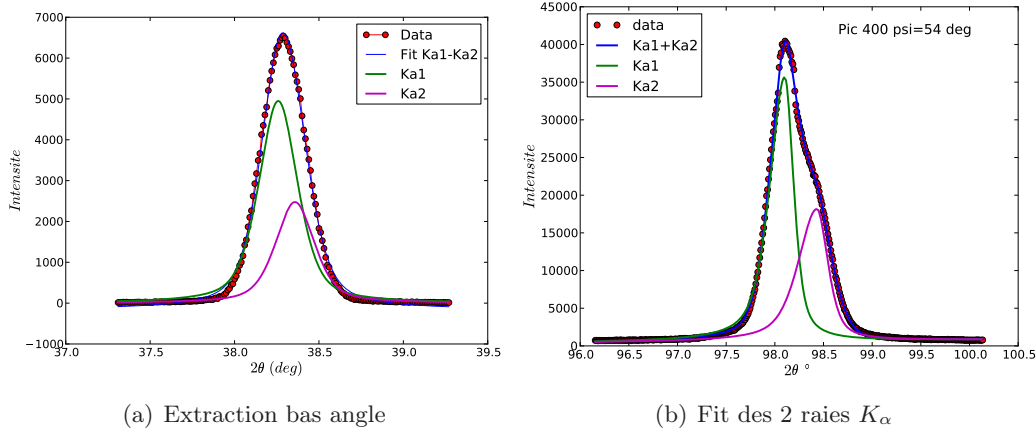 7000
6000
5000
4000
3000
2000
1000
0
−1000
Intensite
37.0 37.5 38.0 38.5 39.0 39.5
2θ (deg)
Data
Fit Ka1-Ka2
Ka1
Ka2
(a) Extraction bas angle
45000
40000
35000
30000
25000
20000
15000
10000
5000
0
Intensite
96.0 96.5 97.0 97.5 98.0 98.5 99.0 99.5 100.0 100.5
2θ °
data
Ka1+Ka2
Ka1
Ka2
Pic 400 psi=54 deg
(b) Fit des 2 raies Kα